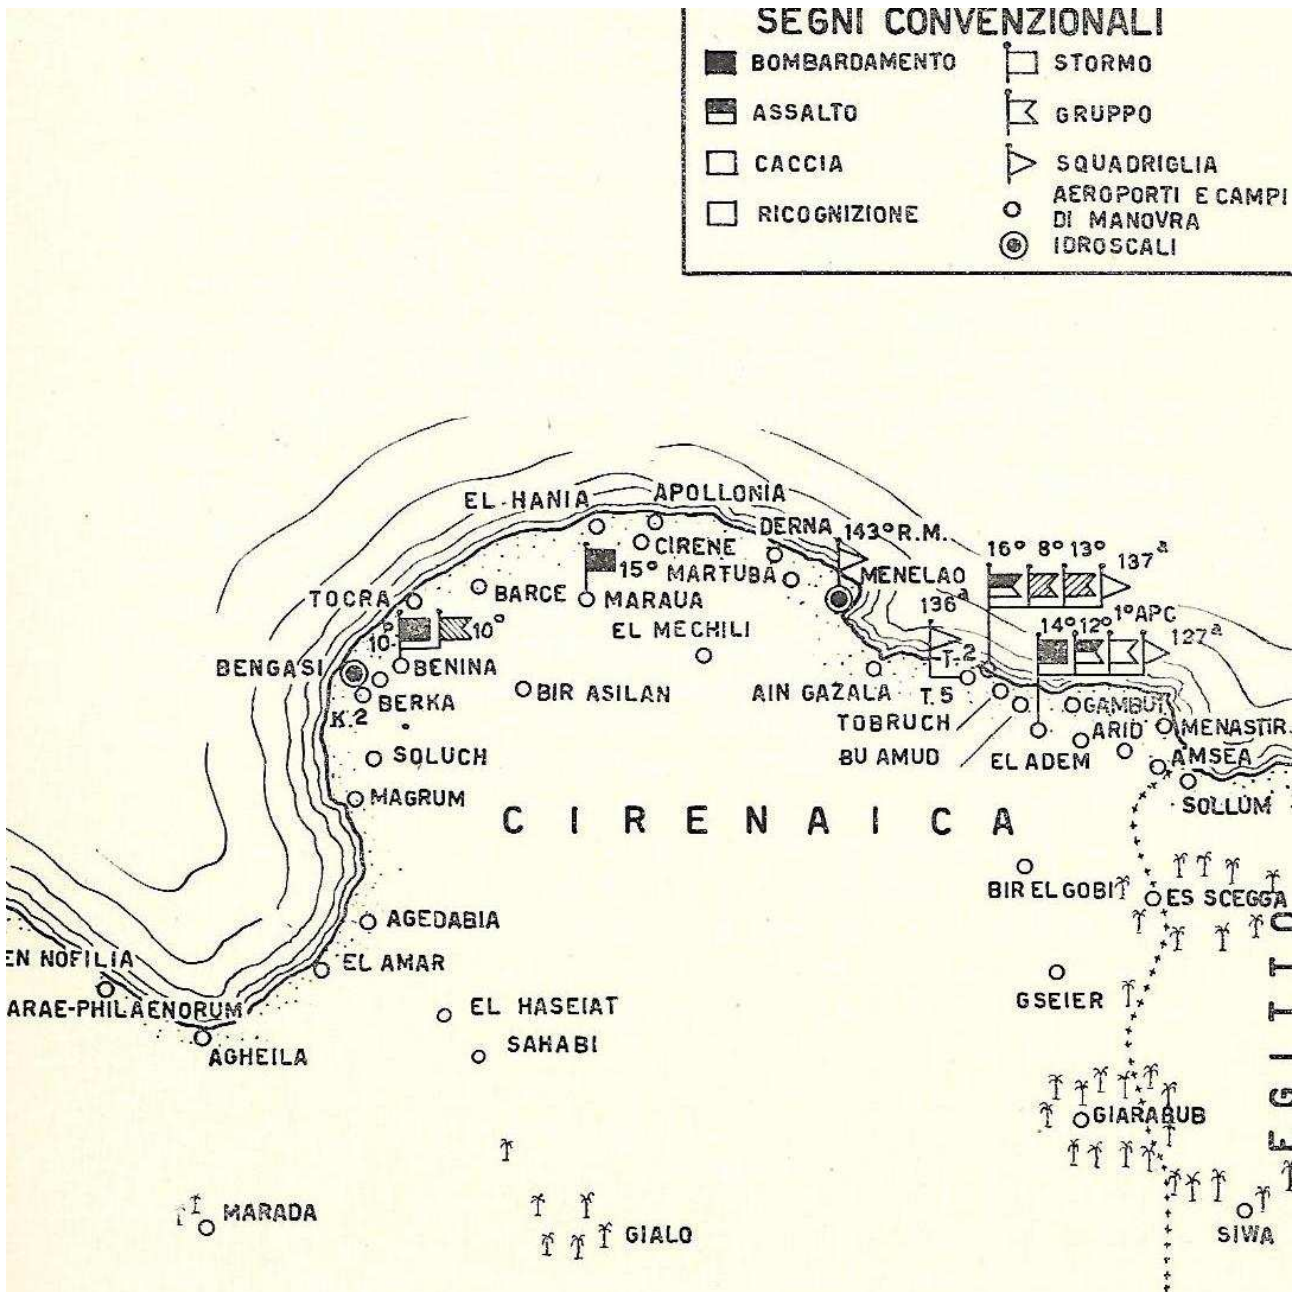 SEGNI CONVENZIONALI
BOMBARDAMENTO
STORMO
ASSALTO
GRUPPO
CACCIA
SQUADRIGLIA
RICOGNIZIONE
AEROPORTI E CAMPI
DI MANOVRA
IDROSCALI
EL-HANIA
APOLLONIA
DERNA
143° R.M.
CIRENE
16° 8° 13° 137ª
15°
MARTUBA
MENELAO
BARCE
MARAUA
TOCRA
136ª
1° APC
10°
10°
EL MECHILI
14° 12°
127ª
BENGASI
BENINA
T.2
BIR ASILAN
AIN GAZALA
T.5
BERKA
K.2
GAMBUT
TOBRUCH
ARID
MENASTIR.
SOLUCH
BU AMUD
EL ADEM
AMSEA
MAGRUM
SOLLUM
CIRENAICA
BIR EL GOBI
ES SCEGGA
AGEDABIA
EN NOFILIA
EL AMAR
ARAE-PHILAENORUM
EL HASEIAT
GSEIER
AGHEILA
SAHABI
EGITTO
GIARABUB
MARADA
GIALO
SIWA